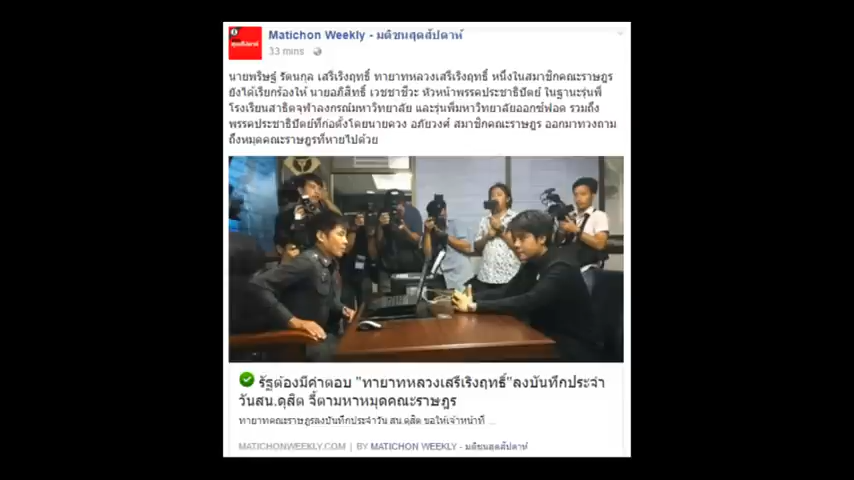 Matichon Weekly - มติชนสุดสัปดาห์
33 mins
นายพริษฐ์ รัตนกุล เสรีเริงฤทธิ์ ทายาทหลวงเสรีเริงฤทธิ์ หนึ่งในสมาชิกคณะราษฎร
ยังได้เรียกร้องให้ นายอภิสิทธิ์ เวชชาชีวะ หัวหน้าพรรคประชาธิปัตย์ ในฐานะรุ่นพี่
โรงเรียนสาธิตจุฬาลงกรณ์มหาวิทยาลัย และรุ่นพี่มหาวิทยาลัยออกซ์ฟอด รวมถึง
พรรคประชาธิปัตย์ที่ก่อตั้งโดยนายควง อภัยวงศ์ สมาชิกคณะราษฎร ออกมาทวงถาม
ถึงหมุดคณะราษฎรที่หายไปด้วย
รัฐต้องมีคำตอบ "ทายาทหลวงเสรีเริงฤทธิ์"ลงบันทึกประจำ
วันสน.ดุสิต จี้ตามหาหมุดคณะราษฎร
ทายาทคณะราษฎรลงบันทึกประจำวัน สน.ดุสิต ขอให้เจ้าหน้าที่ ...
MATICHONWEEKLY.COM | BY MATICHON WEEKLY - มติชนสุดสัปดาห์